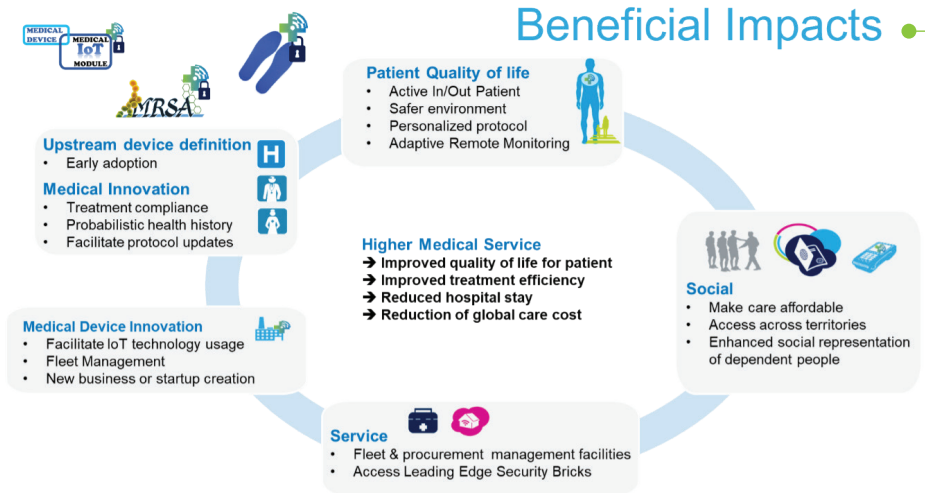 Beneficial Impacts
MEDICAL
DEVICE
MEDICAL
IoT
MODULE
MRSA
Patient Quality of life
• Active In/Out Patient
• Safer environment
• Personalized protocol
• Adaptive Remote Monitoring
Upstream device definition
• Early adoption
H
Medical Innovation
• Treatment compliance
• Probabilistic health history
• Facilitate protocol updates
Higher Medical Service
➔ Improved quality of life for patient
➔ Improved treatment efficiency
➔ Reduced hospital stay
➔ Reduction of global care cost
Social
• Make care affordable
• Access across territories
• Enhanced social representation
of dependent people
Medical Device Innovation
• Facilitate IoT technology usage
• Fleet Management
• New business or startup creation
Service
• Fleet & procurement management facilities
• Access Leading Edge Security Bricks